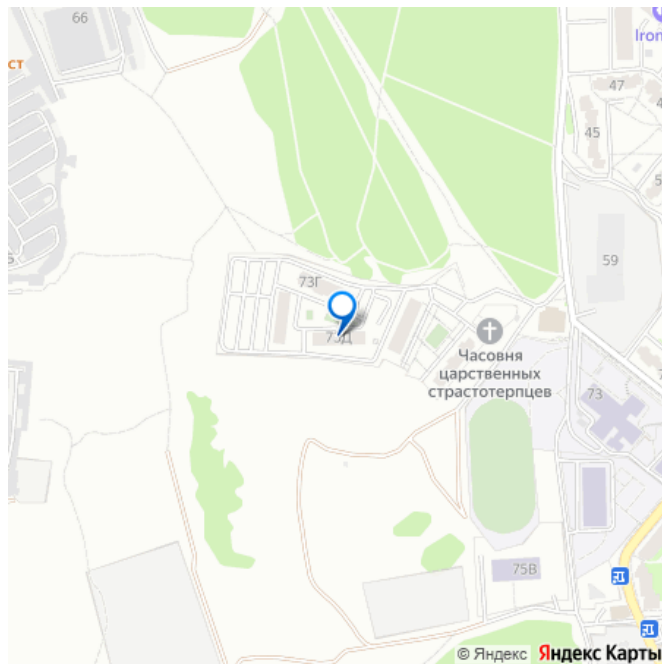 66
Iron
ст
47
45
59
73Г
73Д
Часовня
царственных
страстотерпцев
73
75В
© Яндекс Яндекс Карты